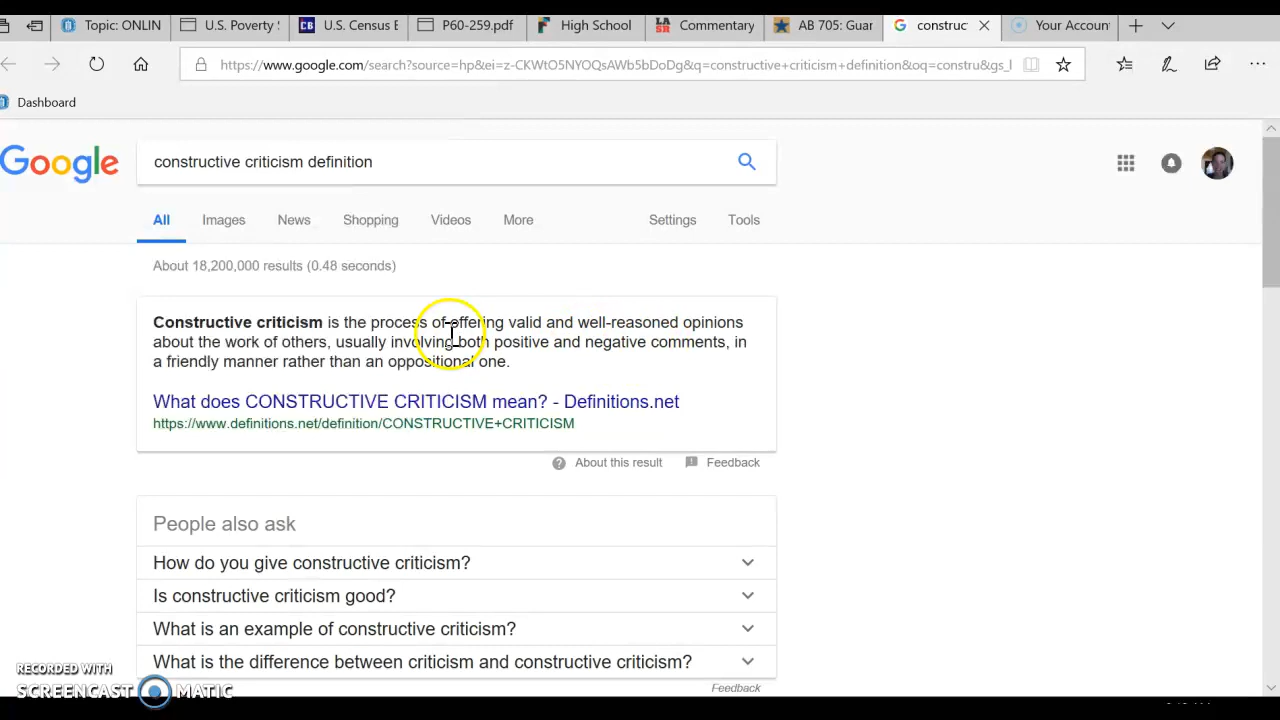 Topic: ONLIN
U.S. Poverty
U.S. Census E
P60-259.pdf
High School
Commentary
AB 705: Guar
construc
Your Accoun
https://www.google.com/search?source=hp&ei=z-CKWtO5NYOQsAWb5bDoDg&q=constructive+criticism+definition&oq=constru&gs_l
Dashboard
Google
constructive criticism definition
All
Images
News
Shopping
Videos
More
Settings
Tools
About 18,200,000 results (0.48 seconds)
Constructive criticism is the process of offering valid and well-reasoned opinions
about the work of others, usually involving both positive and negative comments, in
a friendly manner rather than an oppositional one.
What does CONSTRUCTIVE CRITICISM mean? - Definitions.net
https://www.definitions.net/definition/CONSTRUCTIVE+CRITICISM
About this result
Feedback
People also ask
How do you give constructive criticism?
Is constructive criticism good?
What is an example of constructive criticism?
What is the difference between criticism and constructive criticism?
Feedback
RECORDED WITH
SCREENCAST MATIC